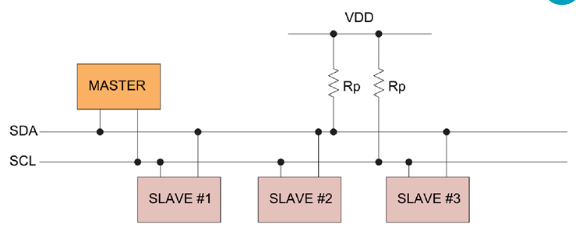 VDD
Rp
Rp
MASTER
SDA
SCL
SLAVE #1
SLAVE #2
SLAVE #3